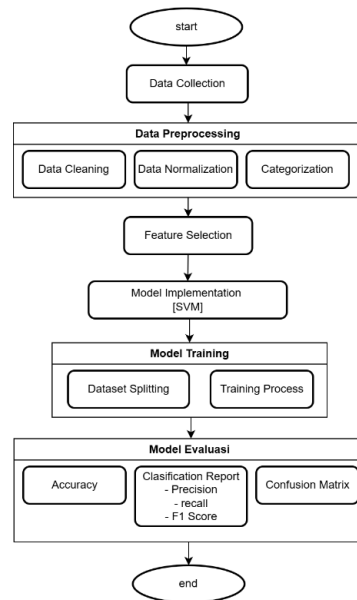 start
Data Collection
Data Preprocessing
Data Cleaning
Data Normalization
Categorization
Feature Selection
Model Implementation
[SVM]
Model Training
Dataset Splitting
Training Process
Model Evaluasi
Accuracy
Clasification Report
- Precision
- recall
- F1 Score
Confusion Matrix
end